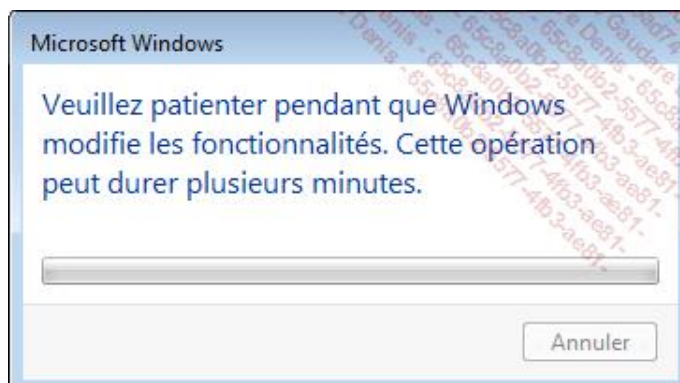 Microsoft Windows
Veuillez patienter pendant que Windows
modifie les fonctionnalités. Cette opération
peut durer plusieurs minutes.
Annuler